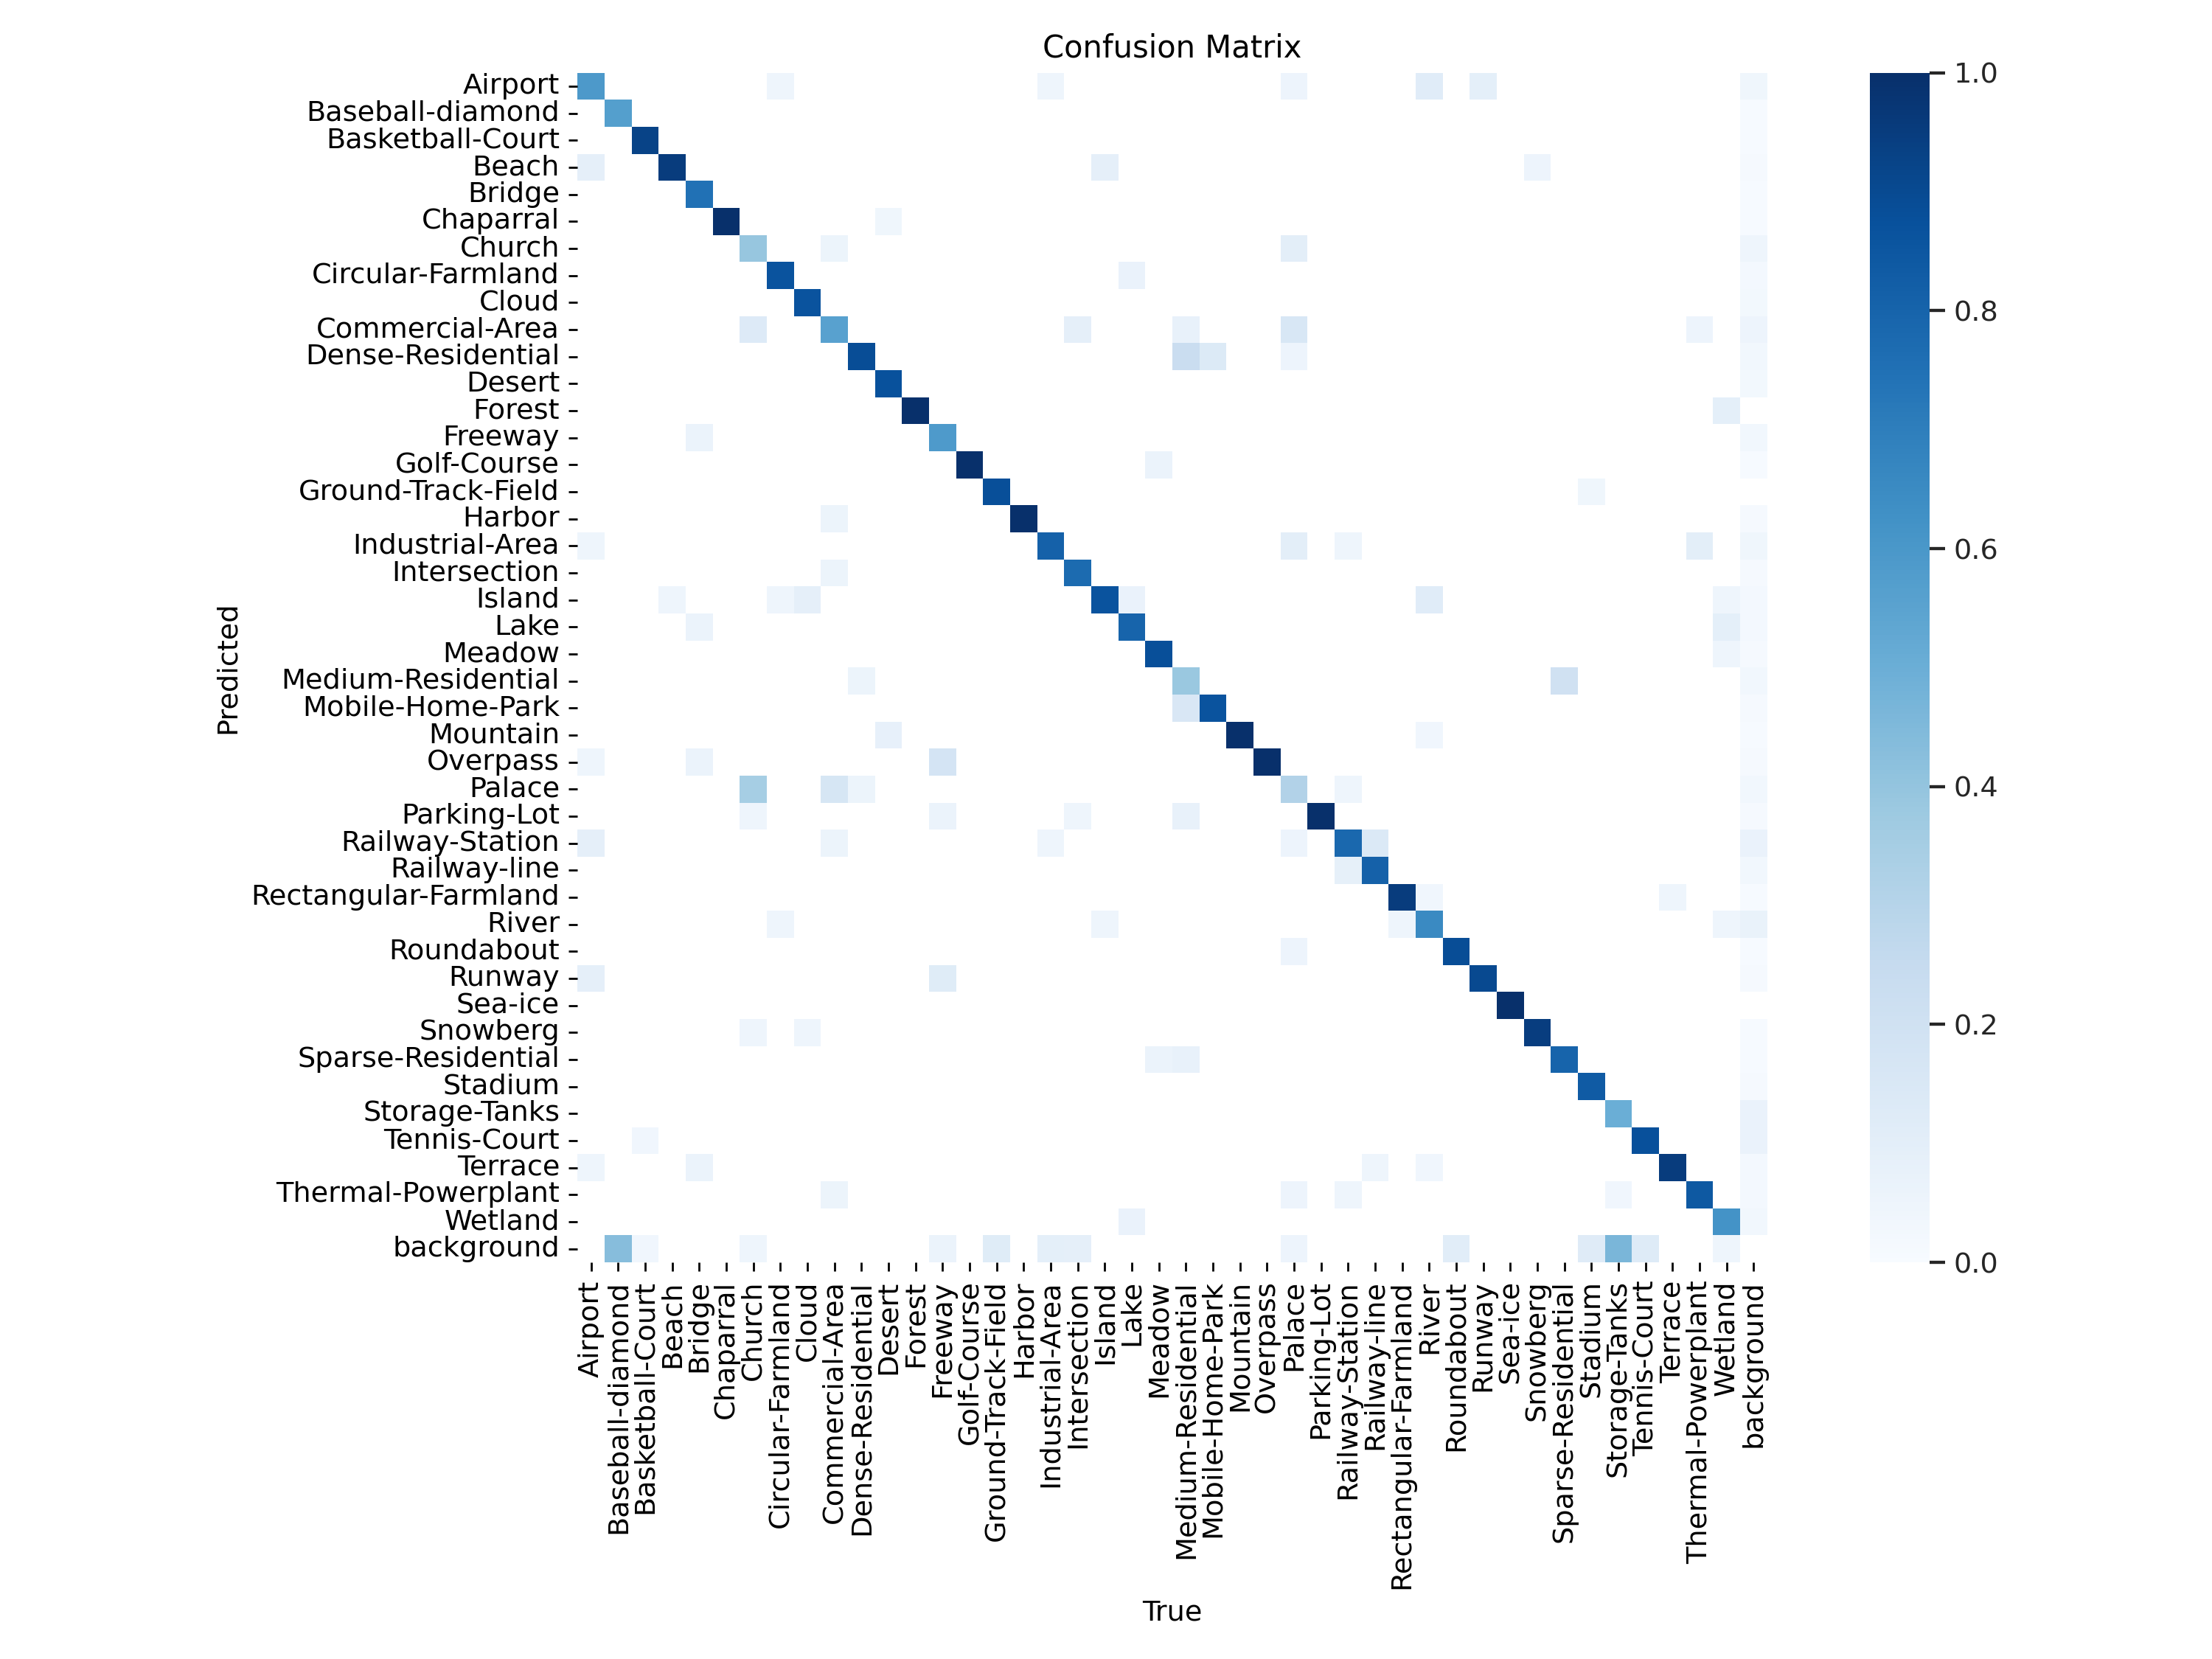 Confusion Matrix
Predicted
Airport
Baseball-diamond
Basketball-Court
Beach
Bridge
Chaparral
Church
Circular-Farmland
Cloud
Commercial-Area
Dense-Residential
Desert
Forest
Freeway
Golf-Course
Ground-Track-Field
Harbor
Industrial-Area
Intersection
Island
Lake
Meadow
Medium-Residential
Mobile-Home-Park
Mountain
Overpass
Palace
Parking-Lot
Railway-Station
Railway-line
Rectangular-Farmland
River
Roundabout
Runway
Sea-ice
Snowberg
Sparse-Residential
Stadium
Storage-Tanks
Tennis-Court
Terrace
Thermal-Powerplant
Wetland
background
Airport
Baseball-diamond
Basketball-Court
Beach
Bridge
Chaparral
Church
Circular-Farmland
Cloud
Commercial-Area
Dense-Residential
Desert
Forest
Freeway
Golf-Course
Ground-Track-Field
Harbor
Industrial-Area
Intersection
Island
Lake
Meadow
Medium-Residential
Mobile-Home-Park
Mountain
Overpass
Palace
Parking-Lot
Railway-Station
Railway-line
Rectangular-Farmland
River
Roundabout
Runway
Sea-ice
Snowberg
Sparse-Residential
Stadium
Storage-Tanks
Tennis-Court
Terrace
Thermal-Powerplant
Wetland
background
True
1.0
0.8
0.6
0.4
0.2
0.0